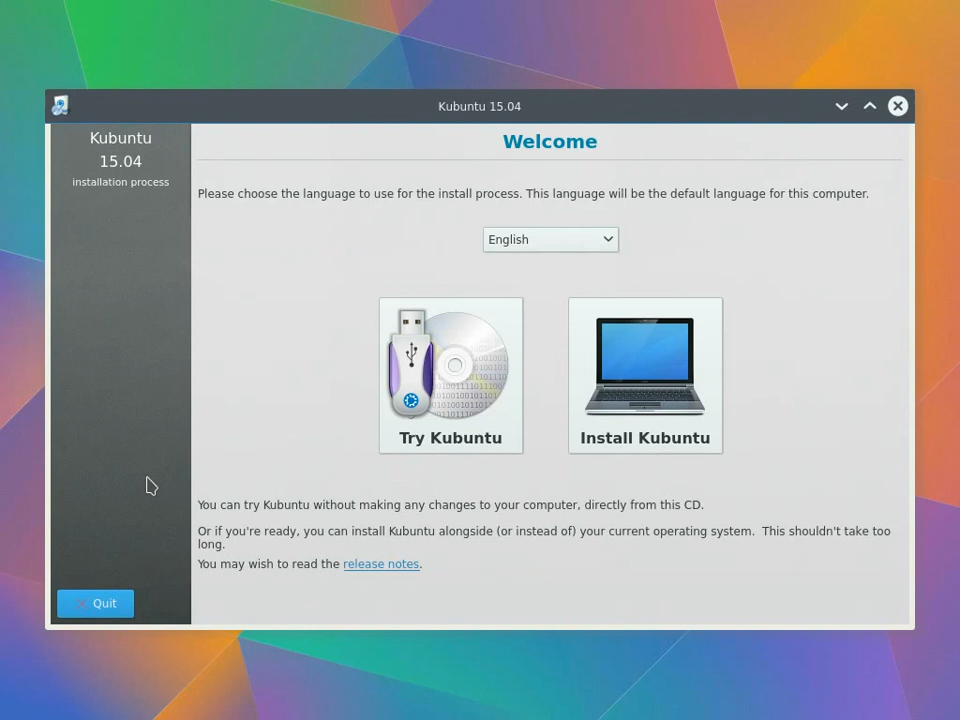 Kubuntu 15.04
Kubuntu
15.04
installation process
Welcome
Please choose the language to use for the install process. This language will be the default language for this computer.
English
Try Kubuntu
Install Kubuntu
You can try Kubuntu without making any changes to your computer, directly from this CD.
Or if you're ready, you can install Kubuntu alongside (or instead of) your current operating system.  This shouldn't take too
long.
You may wish to read the release notes.
Quit